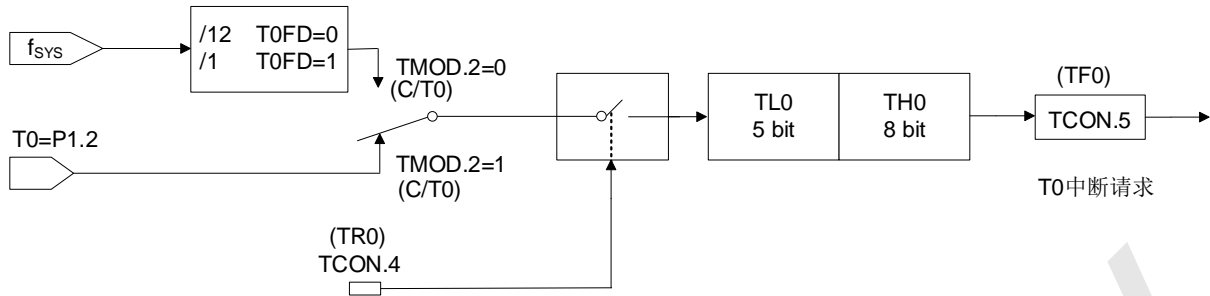 fSYS
/12 T0FD=0
/1 T0FD=1
TMOD.2=0
(C/T0)
T0=P1.2
TMOD.2=1
(C/T0)
(TR0)
TCON.4
TL0
5 bit
TH0
8 bit
(TF0)
TCON.5
T0中断请求